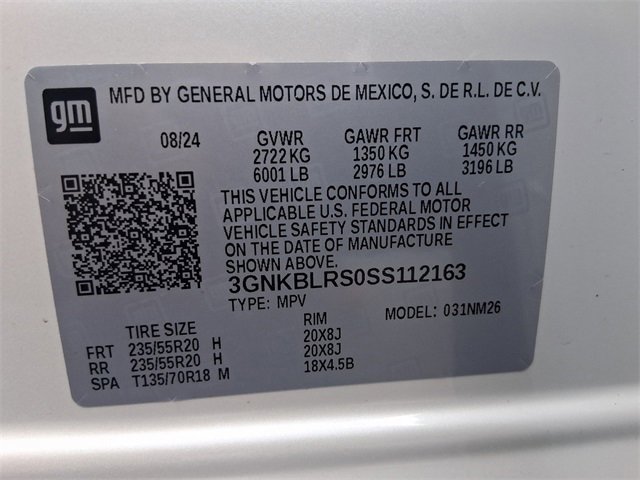 gm
MFD BY GENERAL MOTORS DE MEXICO, S. DE R.L. DE C.V.
08/24 GVWR GAWR FRT GAWR RR
2722 KG 1350 KG 1450 KG
6001 LB 2976 LB 3196 LB
THIS VEHICLE CONFORMS TO ALL
APPLICABLE U.S. FEDERAL MOTOR
VEHICLE SAFETY STANDARDS IN EFFECT
ON THE DATE OF MANUFACTURE
SHOWN ABOVE.
3GNKBLRS0SS112163
TYPE: MPV MODEL: 031NM26
TIRE SIZE RIM
FRT 235/55R20 H 20X8J
RR 235/55R20 H 20X8J
SPA T135/70R18 M 18X4.5B